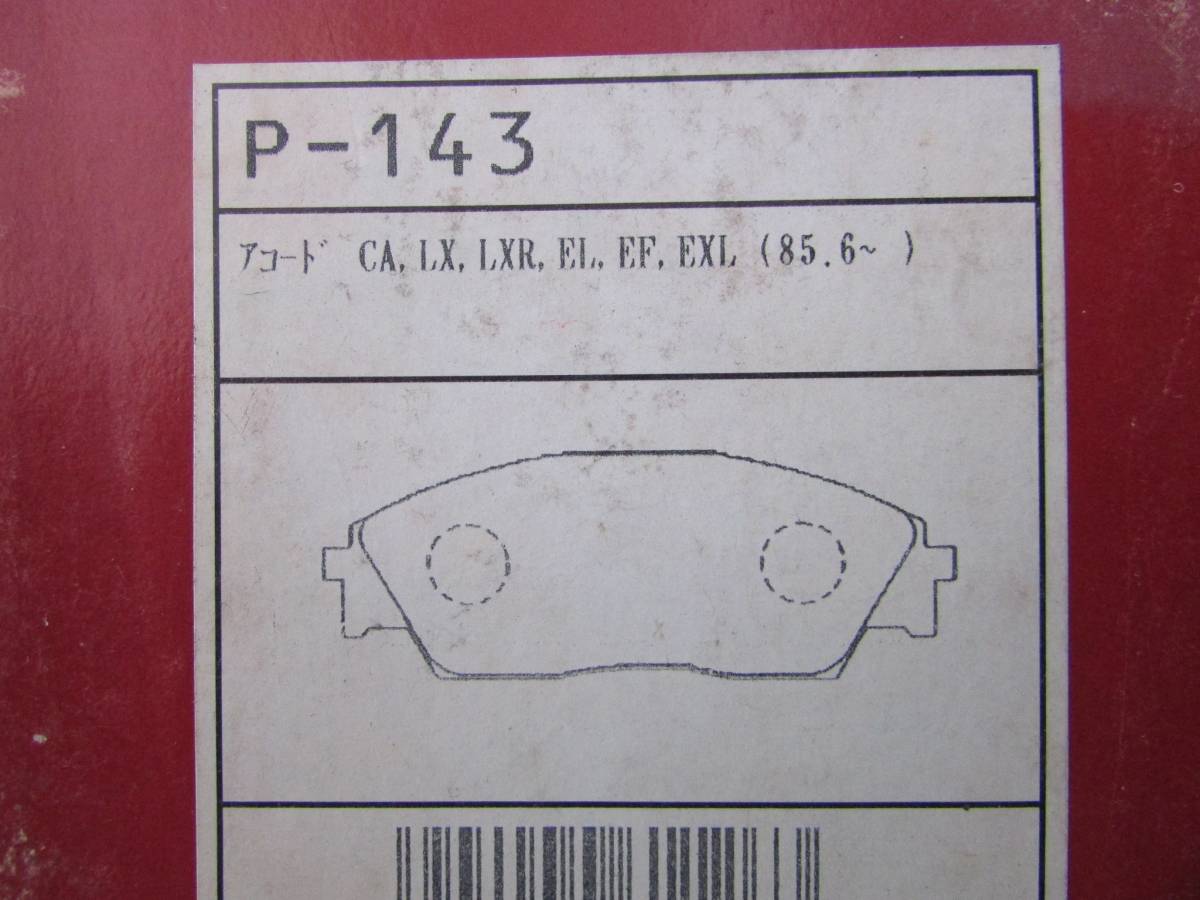 P-143
ｱｺｰﾄﾞ CA, LX, LXR, EL, EF, EXL (85.6~ )